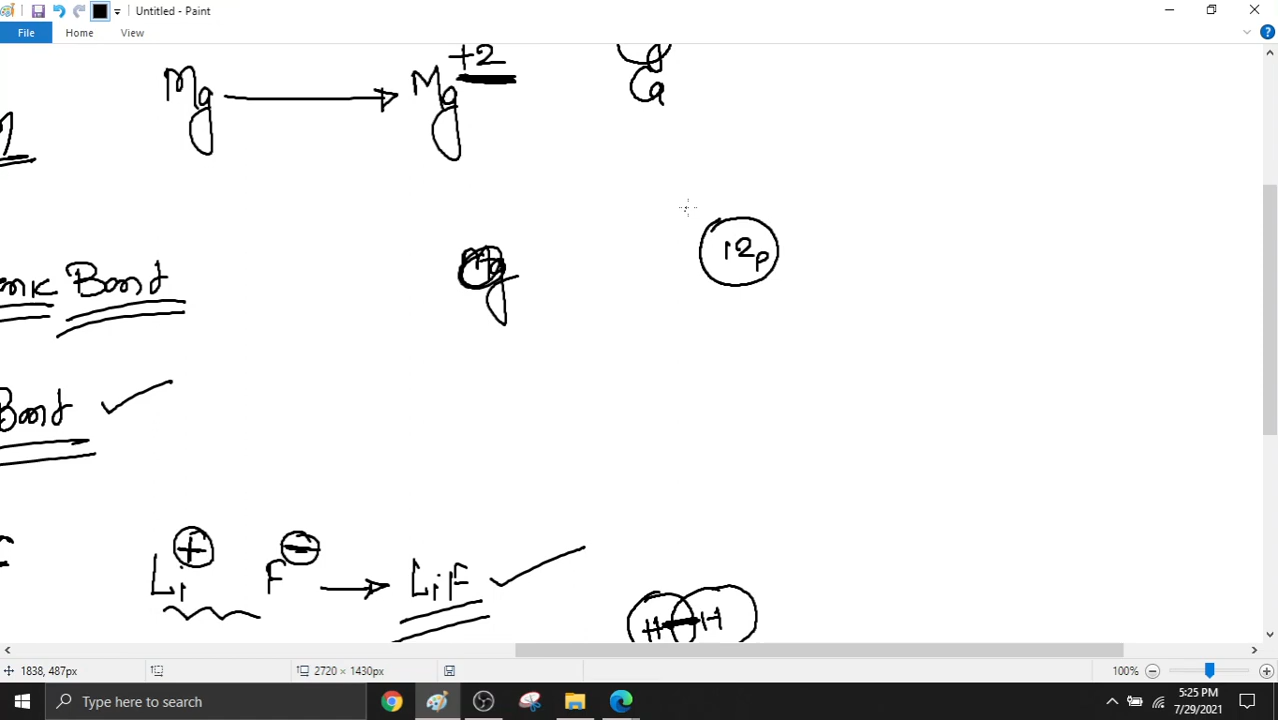 Untitled - Paint
File Home View
+2
Mg Mg
12p
Mg
Bond
Bond
+ −
Li F LiF
H H
1838, 487px 2720 × 1430px 100%
Type here to search
5:25 PM
7/29/2021